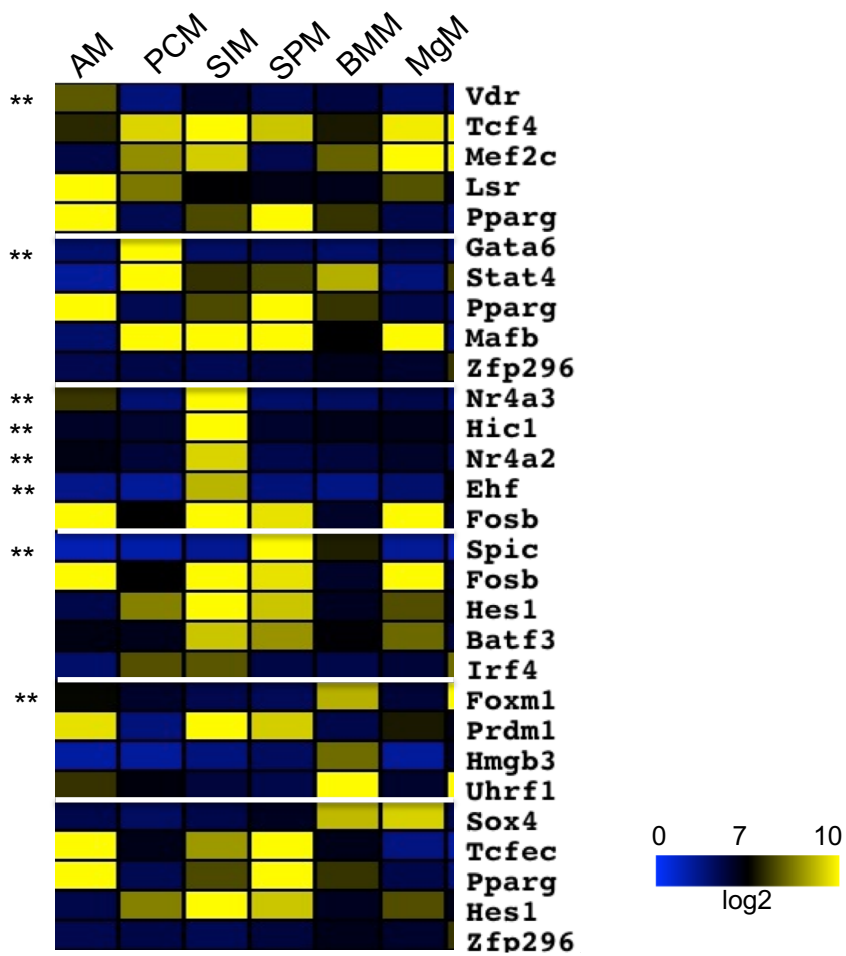 AM PCM SIM SPM BMM MgM
** Vdr
Tcf4
Mef2c
Lsr
Pparg
** Gata6
Stat4
Pparg
Mafb
Zfp296
** Nr4a3
** Hic1
** Nr4a2
** Ehf
Fosb
** Spic
Fosb
Hes1
Batf3
Irf4
** Foxm1
Prdm1
Hmgb3
Uhrf1
Sox4
Tcfec
Pparg
Hes1
Zfp296
0 7 10
log2